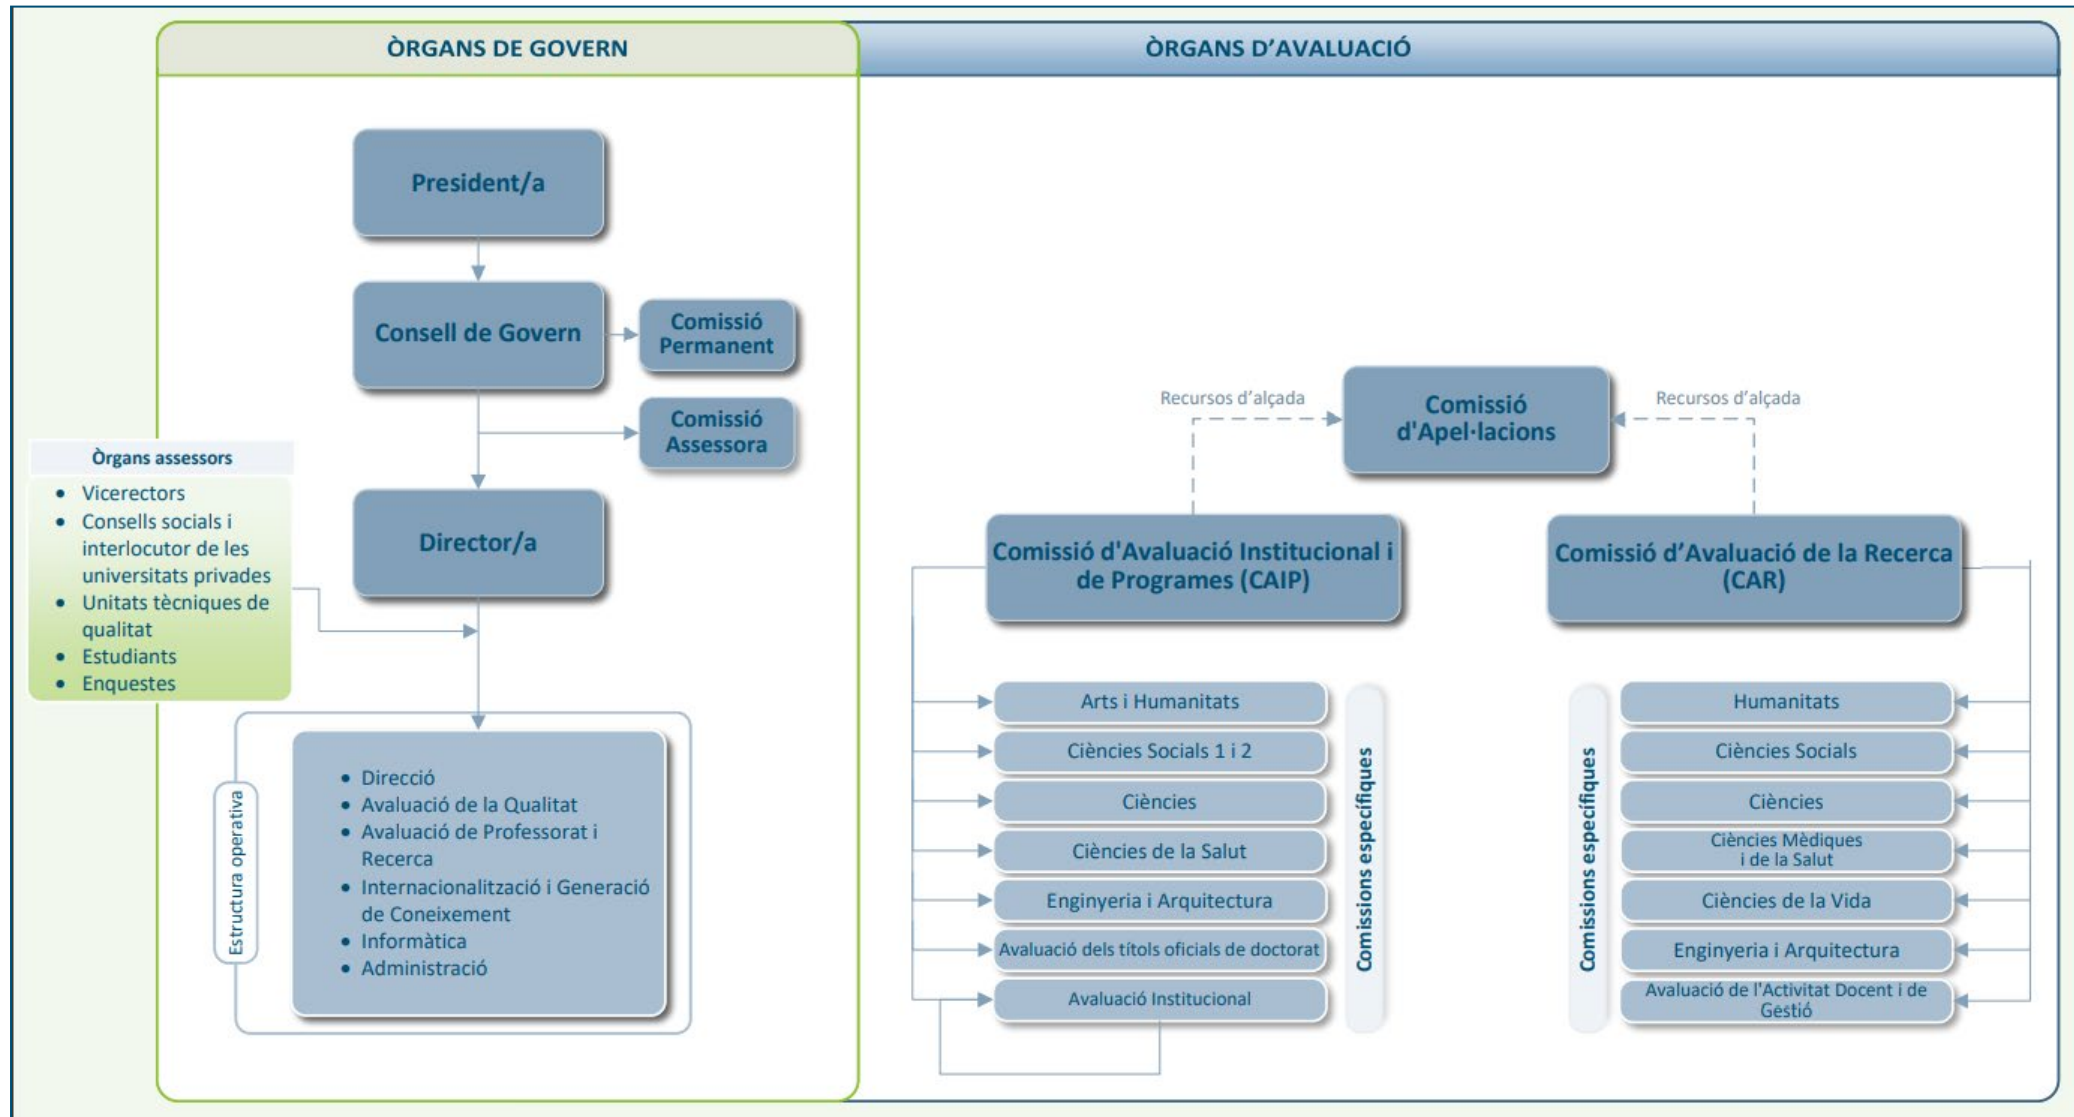 ÒRGANS DE GOVERN
ÒRGANS D’AVALUACIÓ
President/a
Consell de Govern
Comissió
Permanent
Comissió
Assessora
Òrgans assessors
• Vicerectors
• Consells socials i
interlocutor de les
universitats privades
• Unitats tècniques de
qualitat
• Estudiants
• Enquestes
Director/a
Estructura operativa
• Direcció
• Avaluació de la Qualitat
• Avaluació de Professorat i
Recerca
• Internacionalització i Generació
de Coneixement
• Informàtica
• Administració
Recursos d’alçada
Comissió
d'Apel·lacions
Recursos d’alçada
Comissió d'Avaluació Institucional i
de Programes (CAIP)
Comissió d’Avaluació de la Recerca
(CAR)
Arts i Humanitats
Ciències Socials 1 i 2
Ciències
Ciències de la Salut
Enginyeria i Arquitectura
Avaluació dels títols oficials de doctorat
Avaluació Institucional
Comissions específiques
Comissions específiques
Humanitats
Ciències Socials
Ciències
Ciències Mèdiques
i de la Salut
Ciències de la Vida
Enginyeria i Arquitectura
Avaluació de l'Activitat Docent i de
Gestió